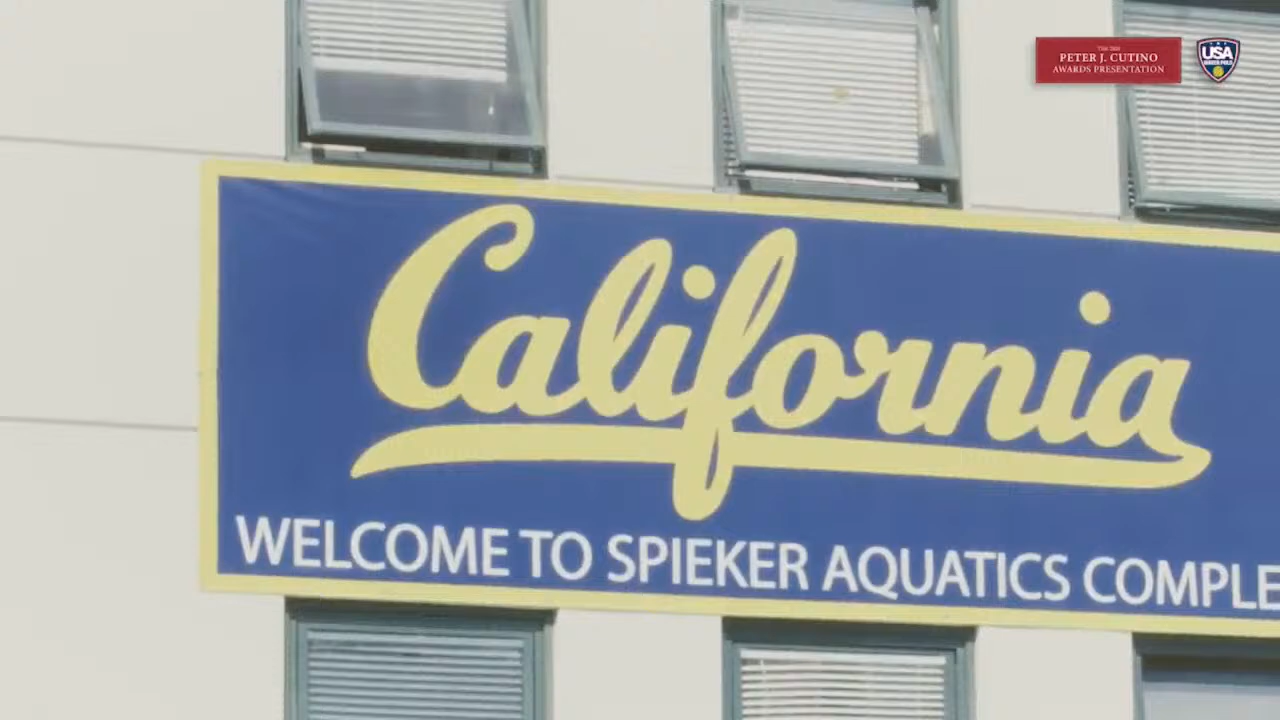 PETER J. CUTINO
AWARDS PRESENTATION
USA
California
WELCOME TO SPIEKER AQUATICS COMPLE